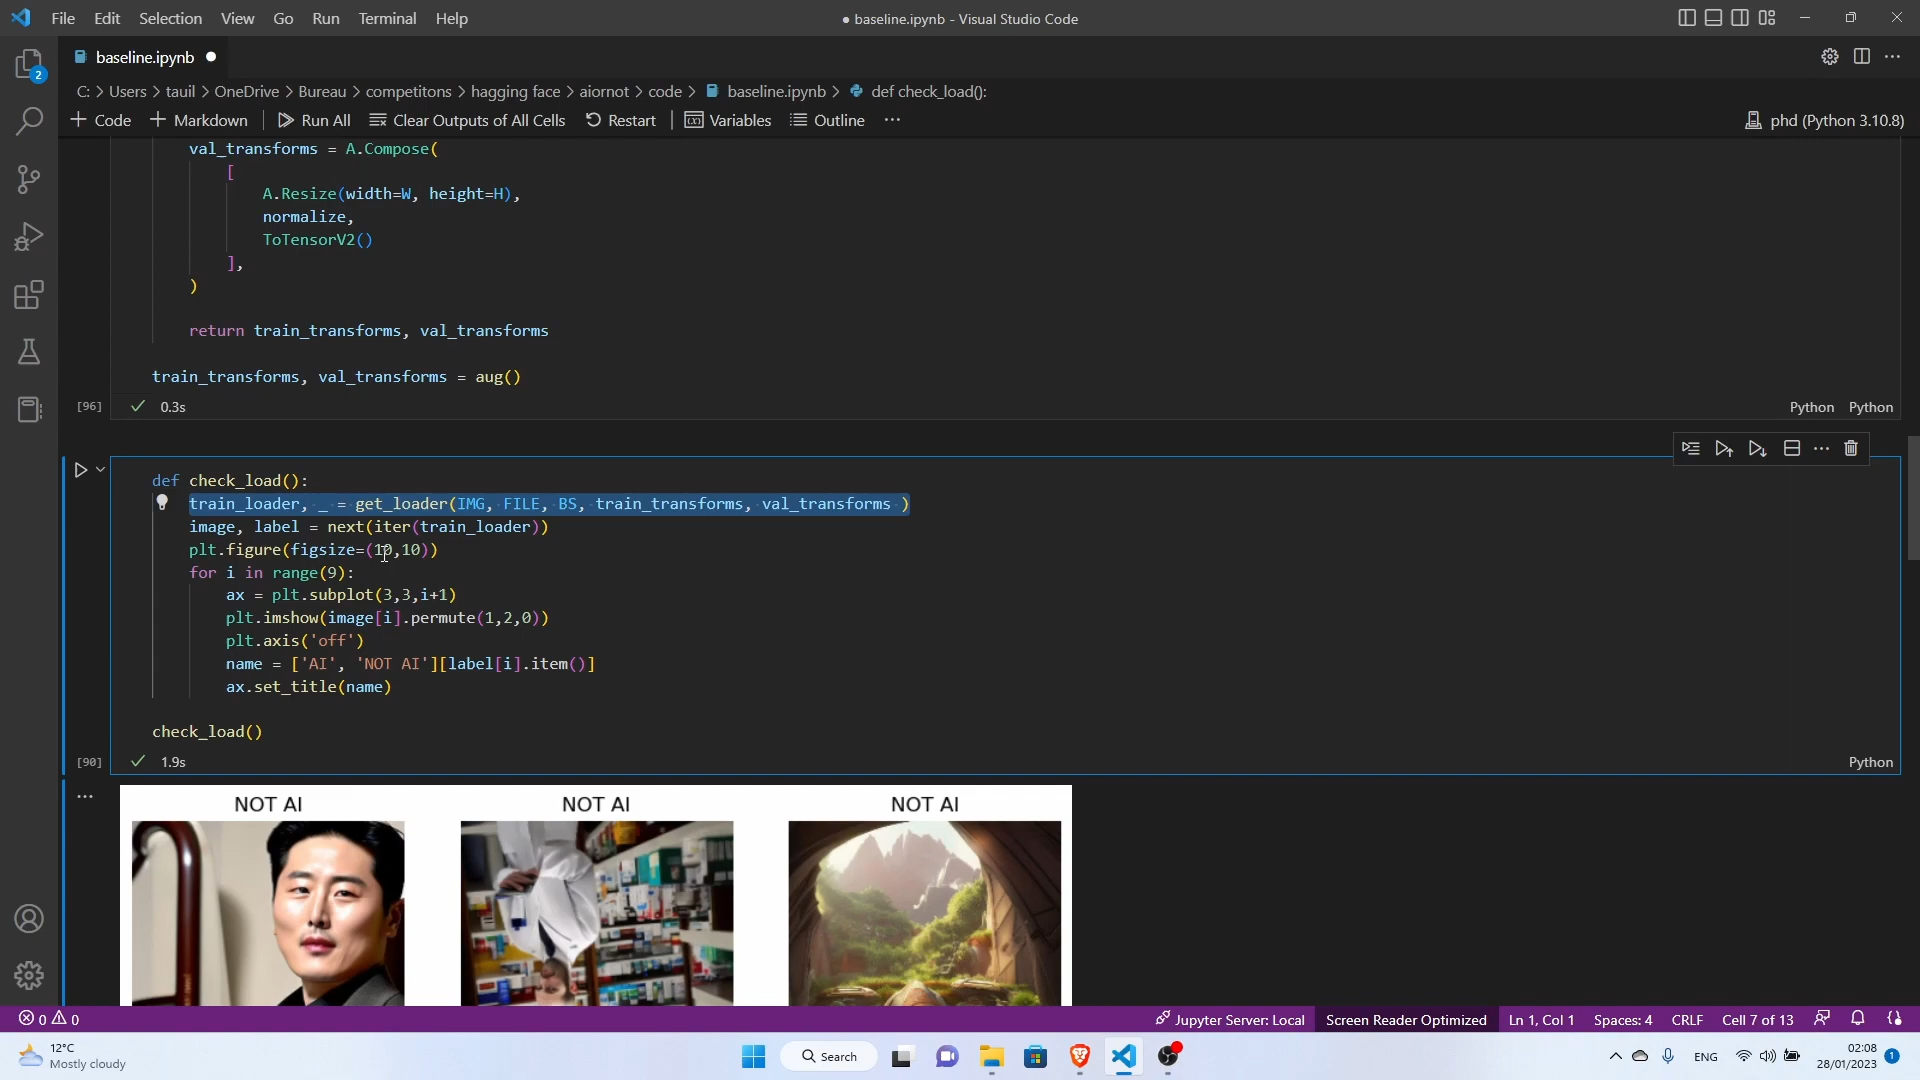 File Edit Selection View Go Run Terminal Help
● baseline.ipynb - Visual Studio Code
baseline.ipynb ●
2
C: > Users > tauil > OneDrive > Bureau > competitons > hagging face > aiornot > code > baseline.ipynb > def check_load():
+ Code + Markdown | Run All Clear Outputs of All Cells Restart | Variables Outline ...
phd (Python 3.10.8)
val_transforms = A.Compose(
[
A.Resize(width=W, height=H),
normalize,
ToTensorV2()
],
)
return train_transforms, val_transforms
train_transforms, val_transforms = aug()
[96] ✓ 0.3s
Python Python
def check_load():
train_loader, _ = get_loader(IMG, FILE, BS, train_transforms, val_transforms )
image, label = next(iter(train_loader))
plt.figure(figsize=(10,10))
for i in range(9):
ax = plt.subplot(3,3,i+1)
plt.imshow(image[i].permute(1,2,0))
plt.axis('off')
name = ['AI', 'NOT AI'][label[i].item()]
ax.set_title(name)
check_load()
[90] ✓ 1.9s
Python
NOT AI NOT AI NOT AI
0 0
Jupyter Server: Local Screen Reader Optimized Ln 1, Col 1 Spaces: 4 CRLF Cell 7 of 13
12°C
Mostly cloudy
Search
ENG
02:08
28/01/2023
1